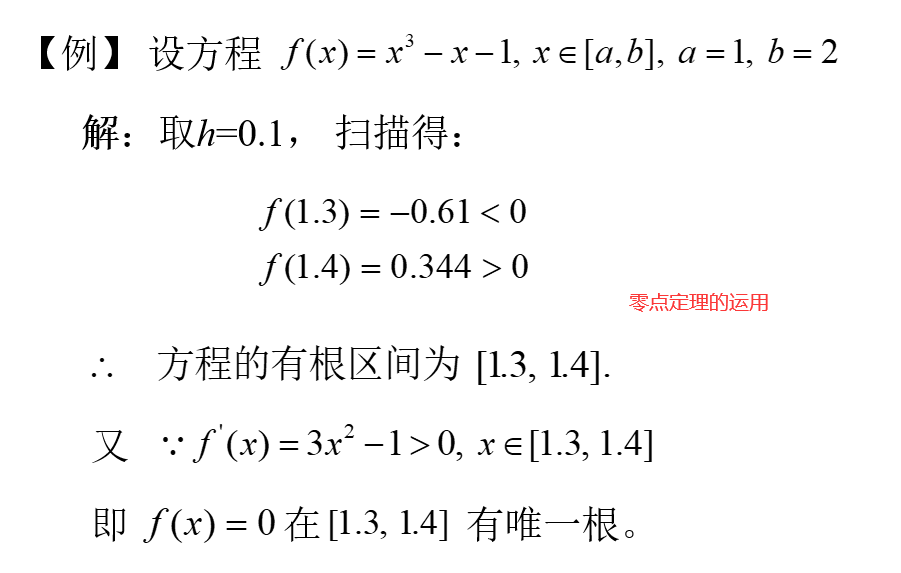 【例】 设方程 f(x) = x³ − x − 1, x ∈ [a, b], a = 1, b = 2
解：取h=0.1， 扫描得：
f(1.3) = −0.61 < 0
f(1.4) = 0.344 > 0
零点定理的运用
∴ 方程的有根区间为 [1.3, 1.4].
又 ∵ f'(x) = 3x² − 1 > 0, x ∈ [1.3, 1.4]
即 f(x) = 0 在 [1.3, 1.4] 有唯一根。